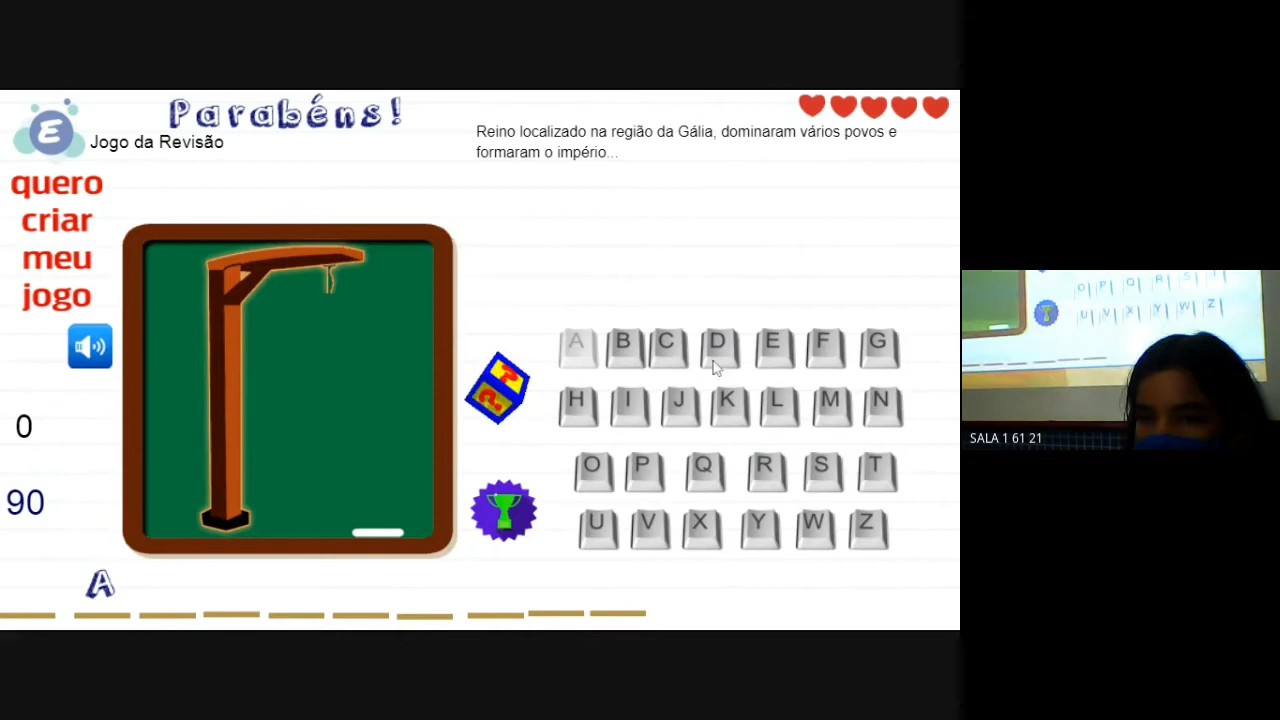 Parabéns!
E
Jogo da Revisão
Reino localizado na região da Gália, dominaram vários povos e
formaram o império...
quero
criar
meu
jogo
0
90
? ?
A B C D E F G
H I J K L M N
O P Q R S T
U V X Y W Z
A
O P Q R S T
U V X Y W Z
SALA 1 61 21